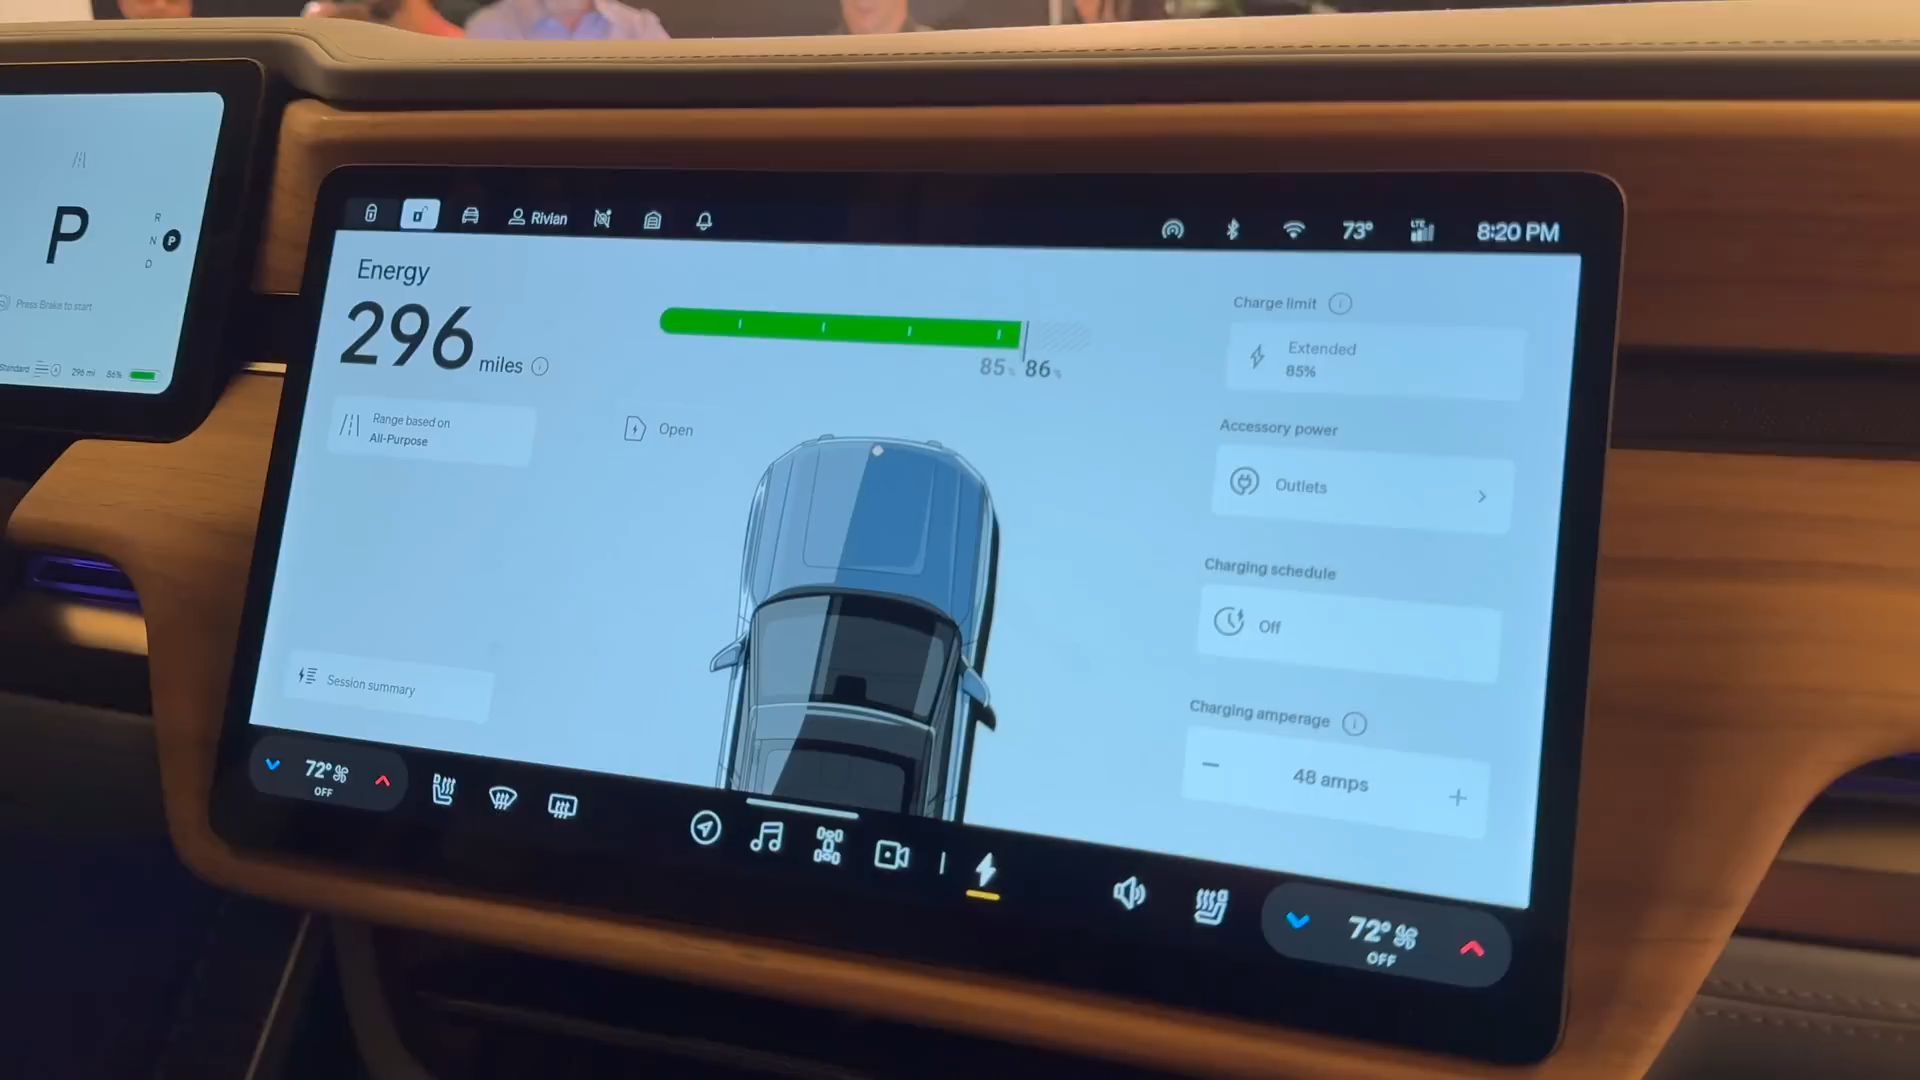 P
R
N P
D
Press Brake to start
Standard 296 mi 86%
Rivian
73° LTE 8:20 PM
Energy
296 miles
Range based on
All-Purpose
Session summary
85% 86%
Open
Charge limit
Extended
85%
Accessory power
Outlets
Charging schedule
Off
Charging amperage
− 48 amps +
72°
OFF
72°
OFF